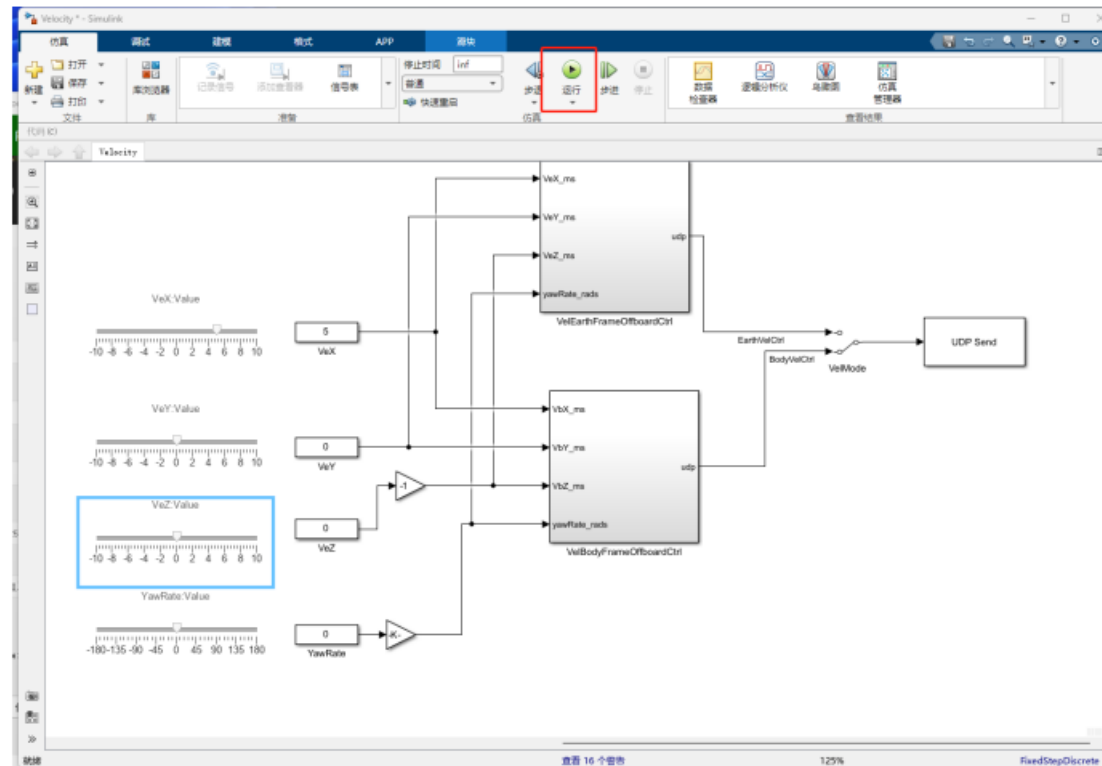 Velocity * - Simulink
仿真 调试 建模 格式 APP 模块
新建
打开
保存
打印
文件
库浏览器
库
记录信号
添加查看器
信号表
准备
停止时间 inf
普通
快速重启
步退
运行
步进
停止
仿真
数据
检查器
逻辑分析仪
鸟瞰图
仿真
管理器
查看结果
Velocity
VeX_ms
VeY_ms
VeZ_ms
yawRate_rads
udp
VelEarthFrameOffboardCtrl
VeX:Value
-10 -8 -6 -4 -2 0 2 4 6 8 10
5
VeX
EarthVelCtrl
BodyVelCtrl
VelMode
UDP Send
VeY:Value
-10 -8 -6 -4 -2 0 2 4 6 8 10
0
VeY
VbX_ms
VbY_ms
VbZ_ms
yawRate_rads
udp
VelBodyFrameOffboardCtrl
VeZ:Value
-10 -8 -6 -4 -2 0 2 4 6 8 10
0
VeZ
-1
YawRate:Value
-180 -135 -90 -45 0 45 90 135 180
0
YawRate
-K-
就绪
查看 16 个警告
125%
FixedStepDiscrete